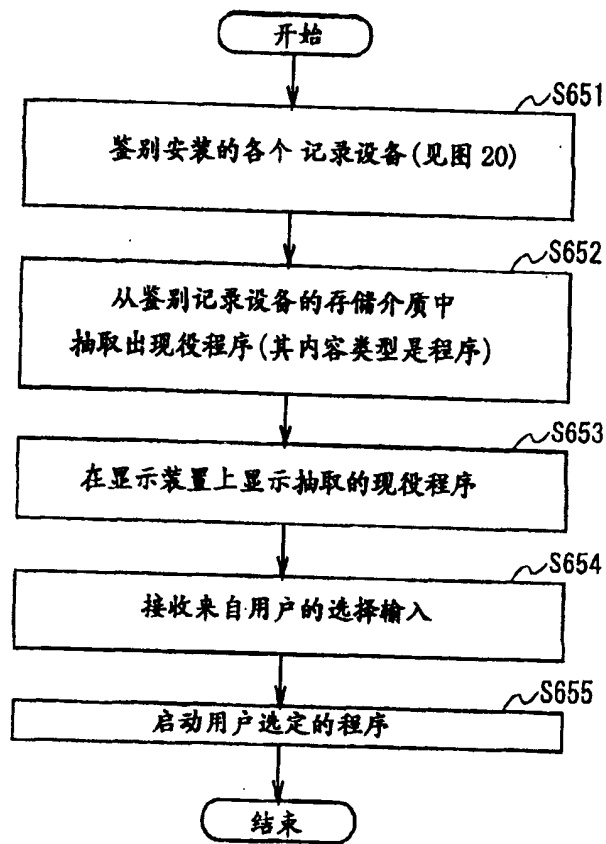 开始
S651
鉴别安装的各个 记录设备(见图 20)
S652
从鉴别记录设备的存储介质中
抽取出现役程序(其内容类型是程序)
S653
在显示装置上显示抽取的现役程序
S654
接收来自用户的选择输入
S655
启动用户选定的程序
结束